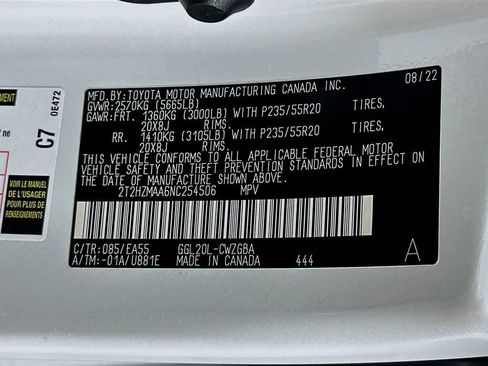 EMENT
2 ne
C7
0E472
VOIR LE MANUEL
DE L'USAGER
POUR PLUS DE
RENSEIGNEMENTS
MFD.BY:TOYOTA MOTOR MANUFACTURING CANADA INC. 08/22
GVWR:2570KG (5665LB)
GAWR:FRT. 1360KG (3000LB) WITH P235/55R20 TIRES,
20X8J RIMS.
RR. 1410KG (3105LB) WITH P235/55R20 TIRES,
20X8J RIMS.
THIS VEHICLE CONFORMS TO ALL APPLICABLE FEDERAL MOTOR
VEHICLE SAFETY AND THEFT PREVENTION STANDARDS IN EFFECT ON
THE DATE OF MANUFACTURE SHOWN ABOVE.
2T2HZMAA6NC254506 MPV
C/TR:085/EA55 GGL20L-CWZGBA A
A/TM:-01A/U881E MADE IN CANADA 444